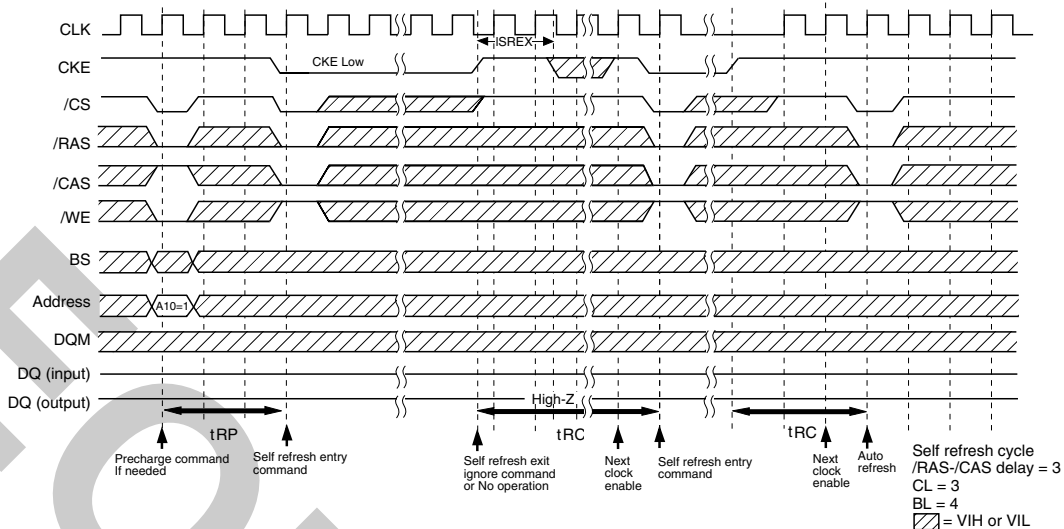 CLK
lSREX
CKE
CKE Low
/CS
/RAS
/CAS
/WE
BS
Address
A10=1
DQM
DQ (input)
DQ (output)
High-Z
tRP
tRC
tRC
Precharge command
If needed
Self refresh entry
command
Self refresh exit
ignore command
or No operation
Next
clock
enable
Self refresh entry
command
Next
clock
enable
Auto
refresh
Self refresh cycle
/RAS-/CAS delay = 3
CL = 3
BL = 4
= VIH or VIL